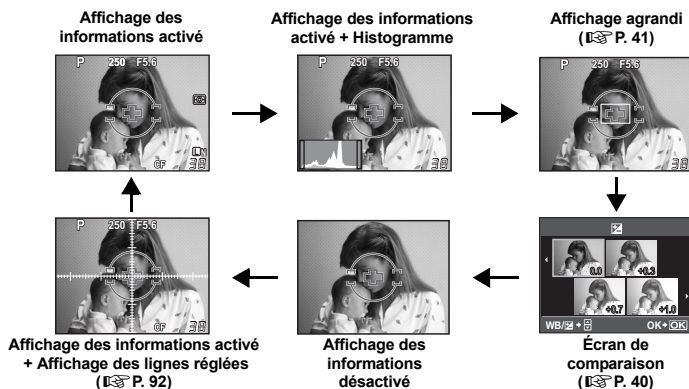 Affichage des
informations activé
Affichage des informations
activé + Histogramme
Affichage agrandi
(☞P. 41)
P 250 F5.6
CF
LN
38
P 250 F5.6
38
P 250 F5.6
38
P 250 F5.6
CF
38
0.0 +0.3
+0.7 +1.0
WB/ OK OK
Affichage des informations activé
+ Affichage des lignes réglées
(☞P. 92)
Affichage des
informations
désactivé
Écran de
comparaison
(☞P. 40)